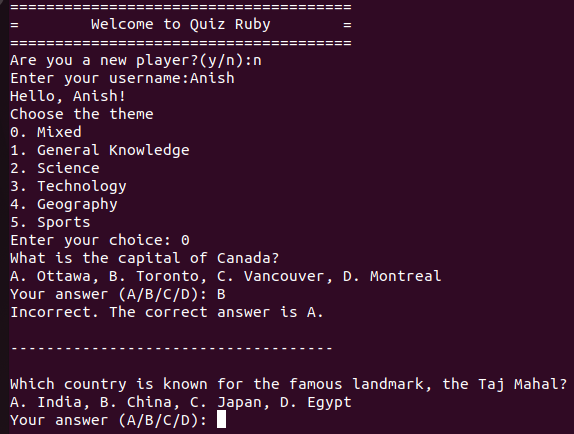 ======================================
=        Welcome to Quiz Ruby        =
======================================
Are you a new player?(y/n):n
Enter your username:Anish
Hello, Anish!
Choose the theme
0. Mixed
1. General Knowledge
2. Science
3. Technology
4. Geography
5. Sports
Enter your choice: 0
What is the capital of Canada?
A. Ottawa, B. Toronto, C. Vancouver, D. Montreal
Your answer (A/B/C/D): B
Incorrect. The correct answer is A.
------------------------------------
Which country is known for the famous landmark, the Taj Mahal?
A. India, B. China, C. Japan, D. Egypt
Your answer (A/B/C/D):